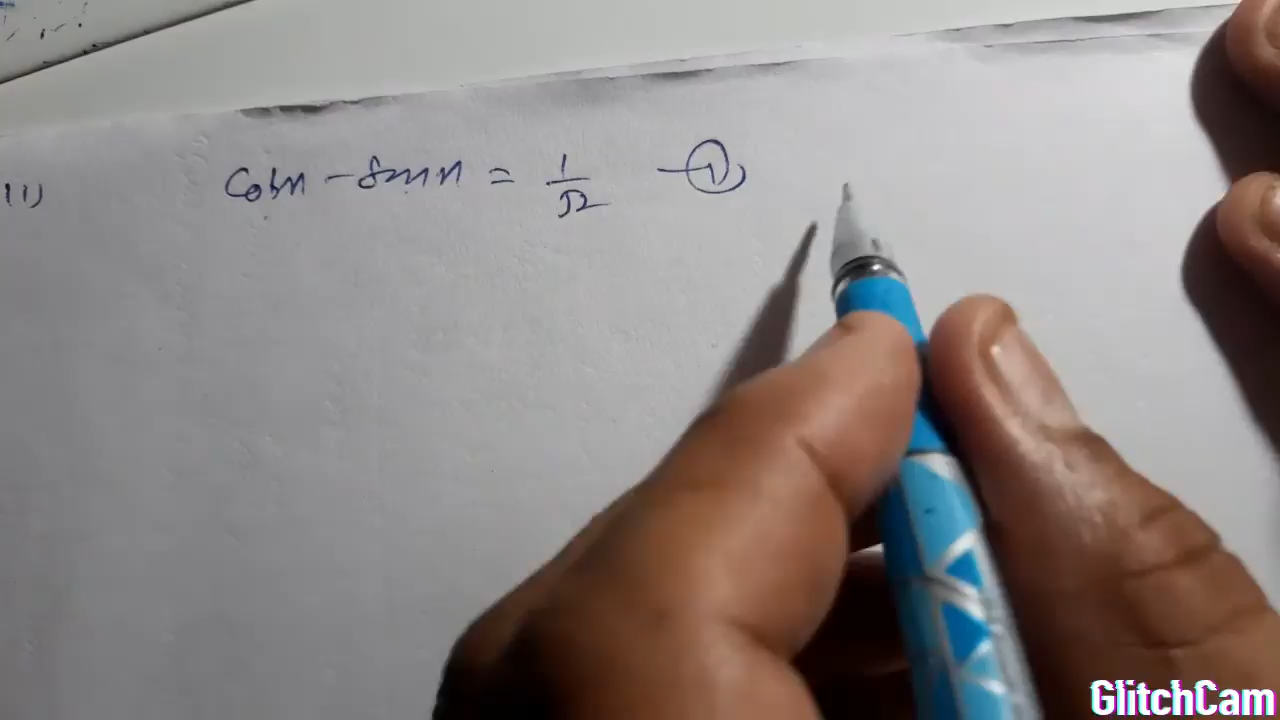 11) Cosx - Sinx = 1/√2 — ①
GlitchCam